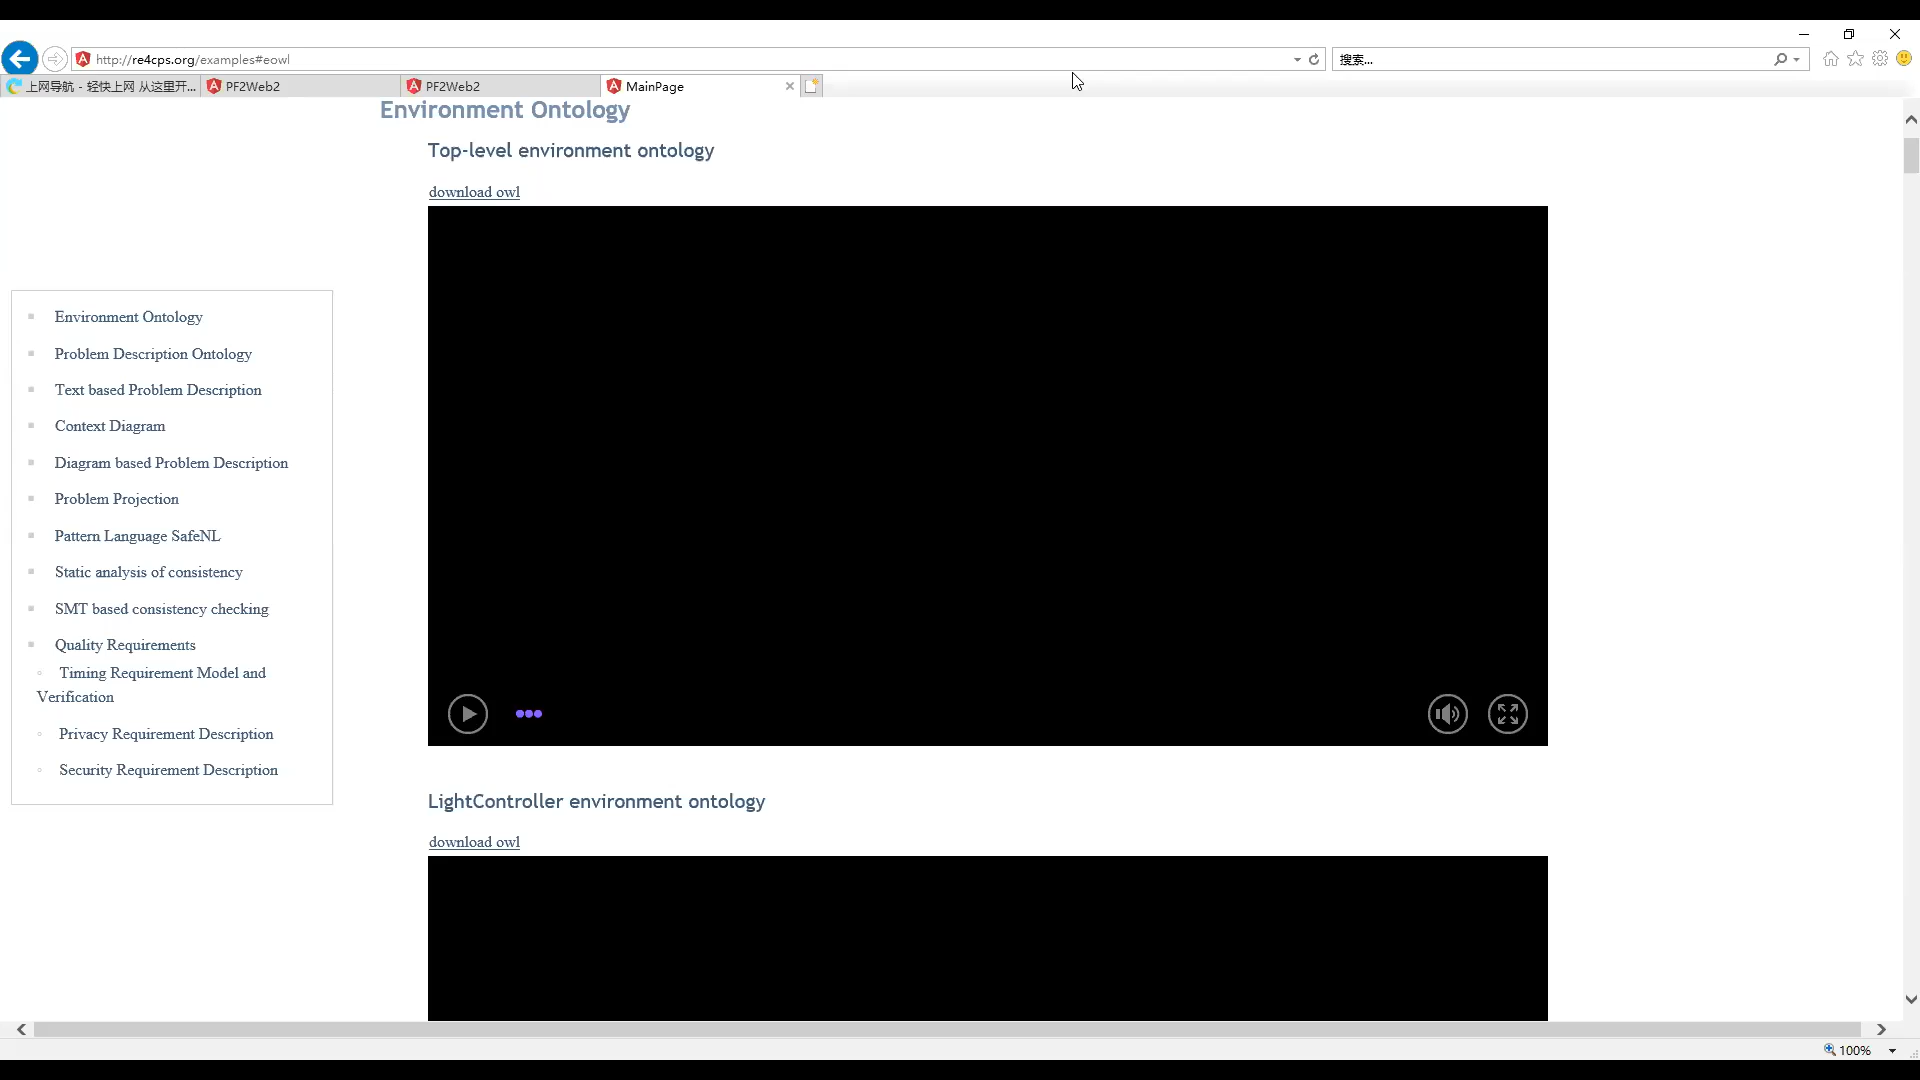 http://re4cps.org/examples#eowl
搜索...
上网导航 - 轻快上网 从这里开...
PF2Web2
PF2Web2
MainPage
Environment Ontology
Top-level environment ontology
download owl
Environment Ontology
Problem Description Ontology
Text based Problem Description
Context Diagram
Diagram based Problem Description
Problem Projection
Pattern Language SafeNL
Static analysis of consistency
SMT based consistency checking
Quality Requirements
Timing Requirement Model and
Verification
Privacy Requirement Description
Security Requirement Description
LightController environment ontology
download owl
100%